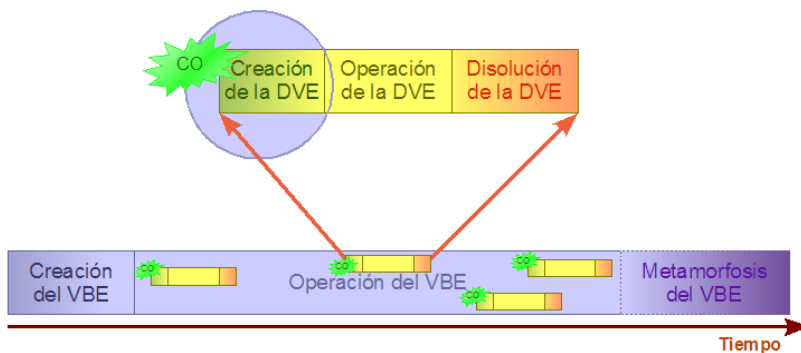 CO
Creación
de la DVE
Operación
de la DVE
Disolución
de la DVE
Creación
del VBE
CO
CO
Operación del VBE
CO
CO
Metamorfosis
del VBE
Tiempo